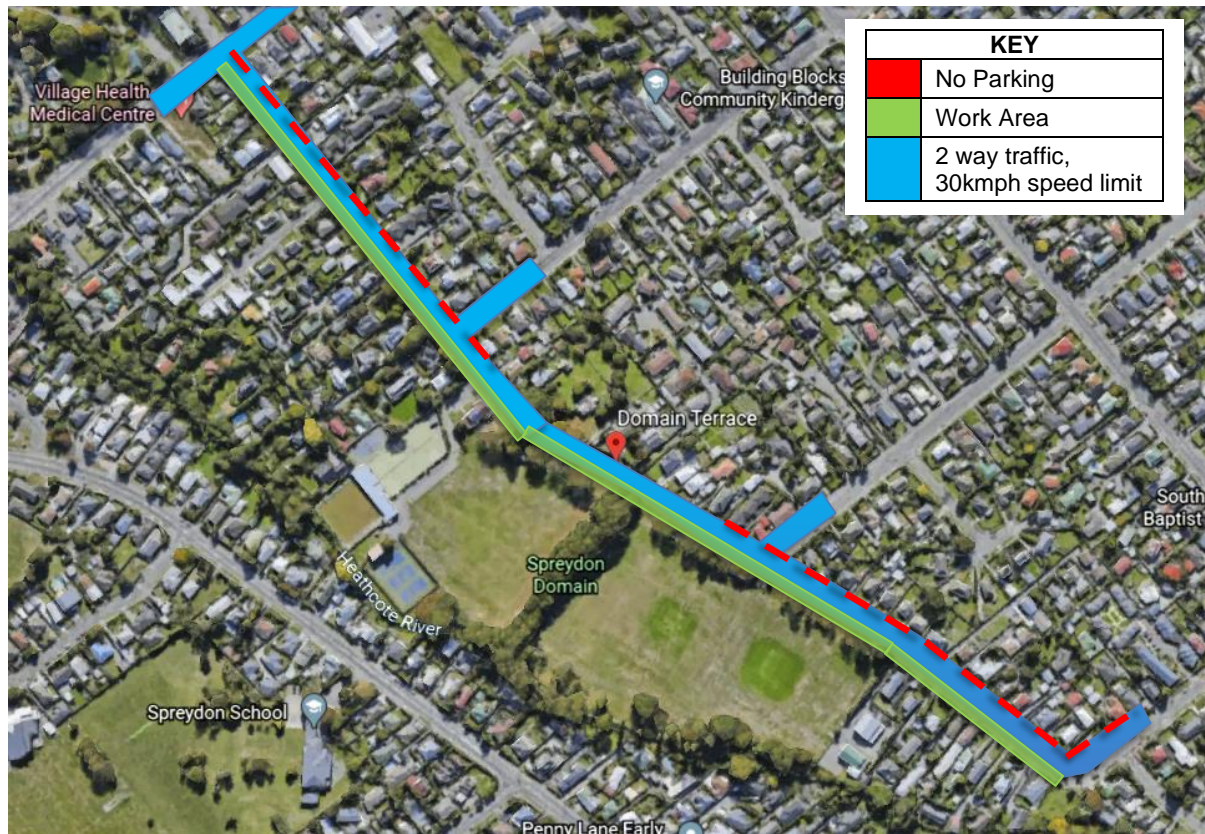 KEY
No Parking
Work Area
2 way traffic,
30kmph speed limit
Village Health
Medical Centre
Building Blocks
Community Kinderg
Domain Terrace
South
Baptist
Spreydon
Domain
Heathcote River
Spreydon School
Penny Lane Early